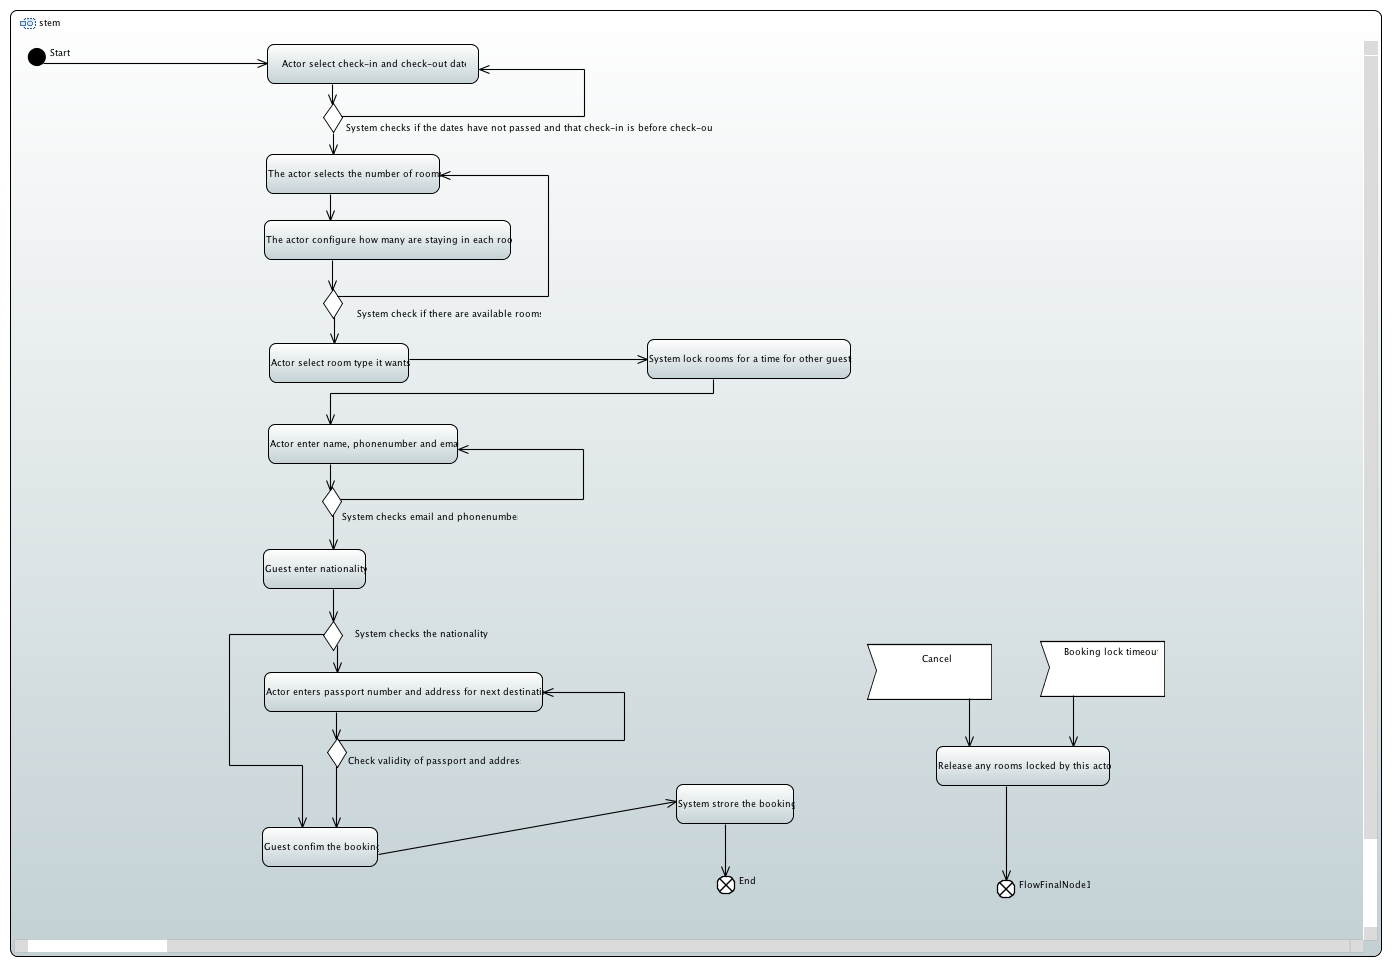 stem
Start
Actor select check-in and check-out date
System checks if the dates have not passed and that check-in is before check-ou
The actor selects the number of room
The actor configure how many are staying in each roo
System check if there are available rooms
Actor select room type it wants
System lock rooms for a time for other guest
Actor enter name, phonenumber and ema
System checks email and phonenumbe
Guest enter nationality
System checks the nationality
Cancel
Booking lock timeout
Actor enters passport number and address for next destinati
Check validity of passport and addres
Release any rooms locked by this acto
System strore the booking
Guest confim the booking
End
FlowFinalNode1